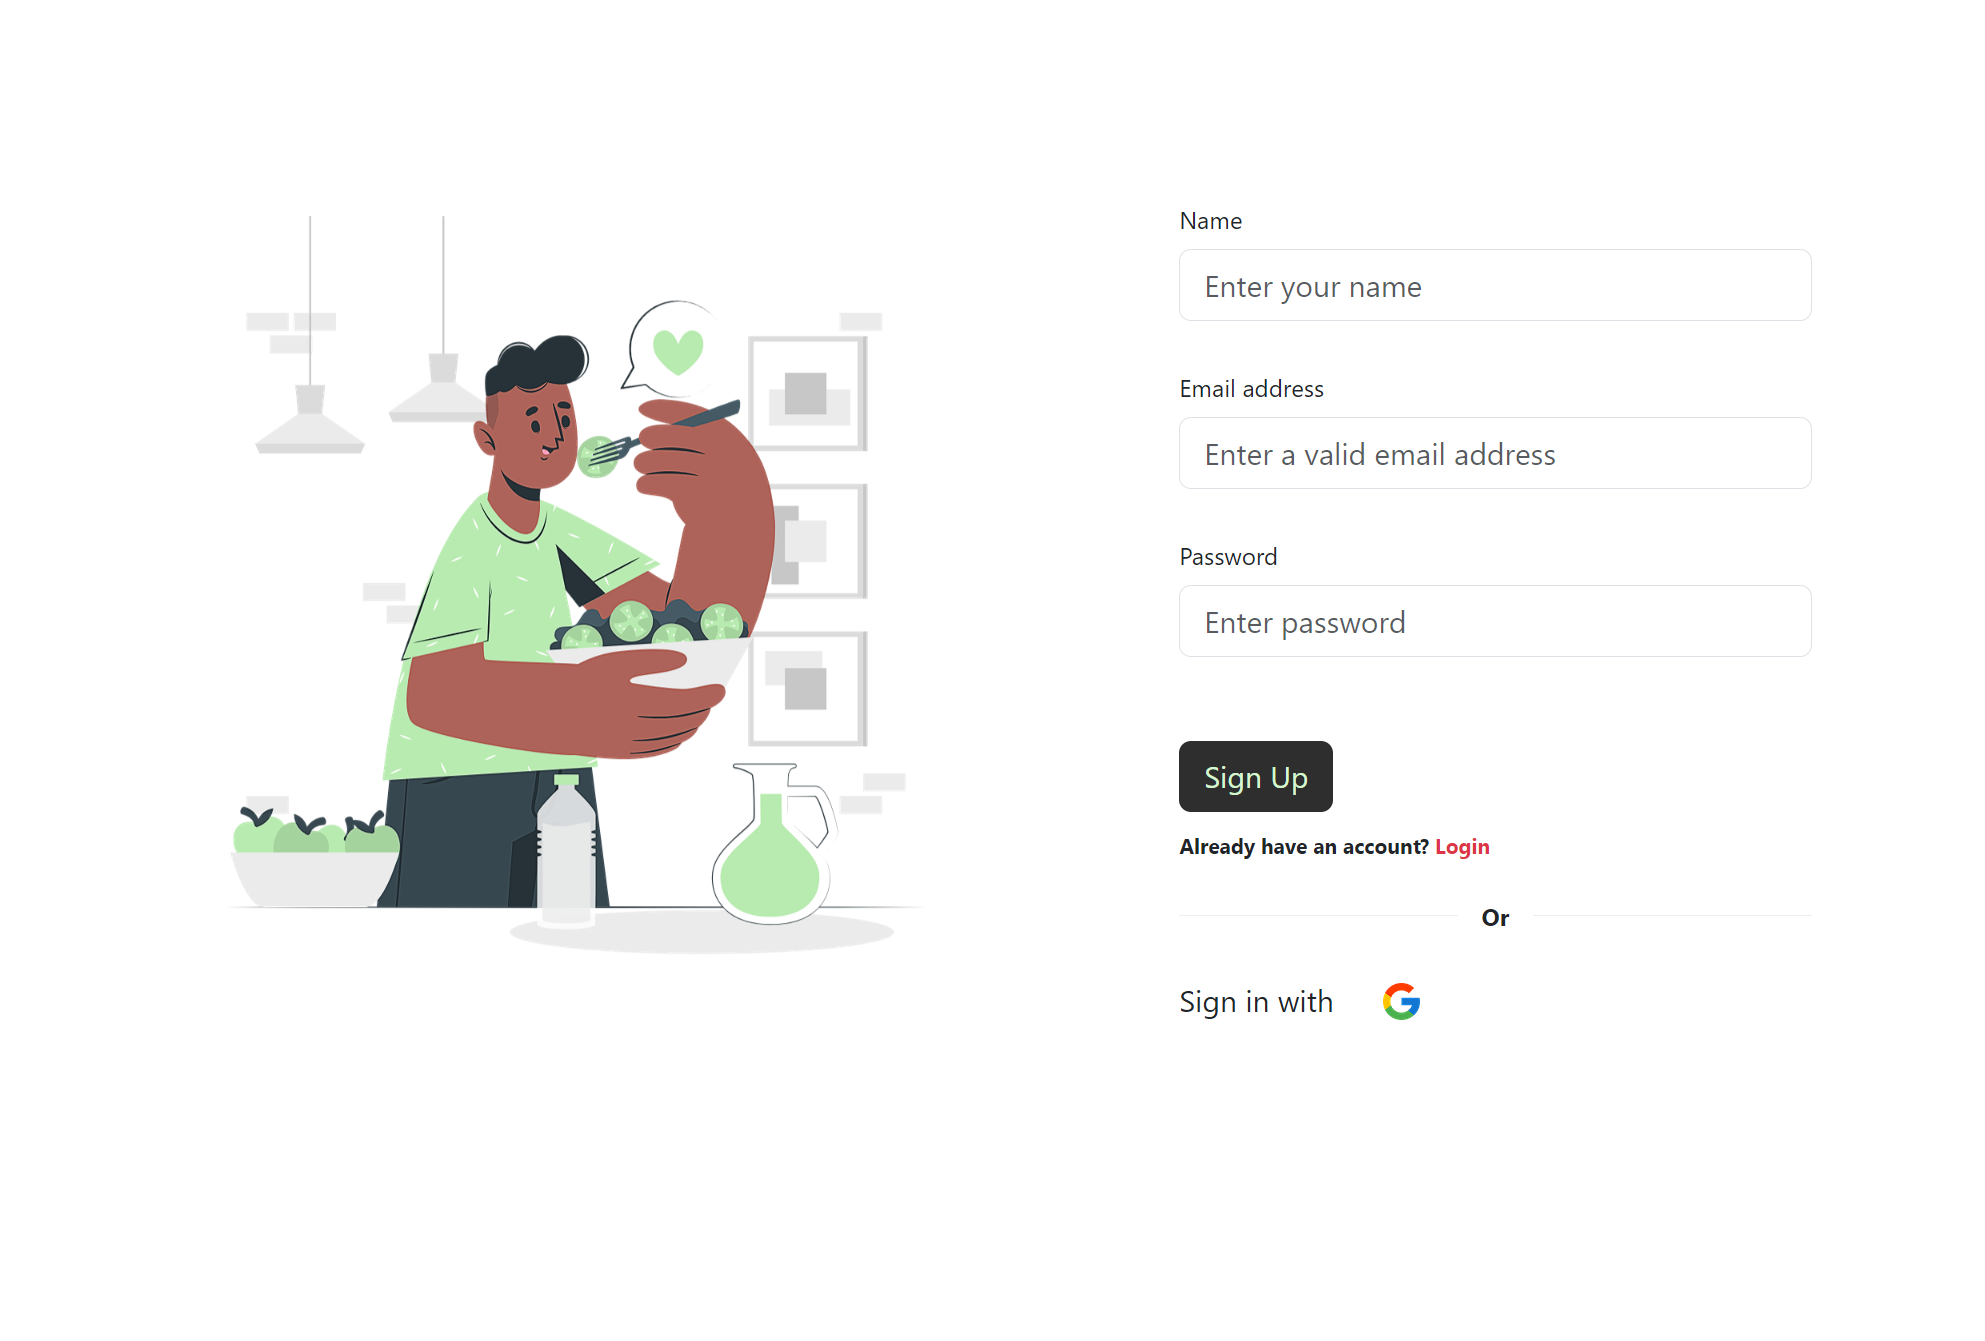 Name
Enter your name
Email address
Enter a valid email address
Password
Enter password
Sign Up
Already have an account? Login
Or
Sign in with